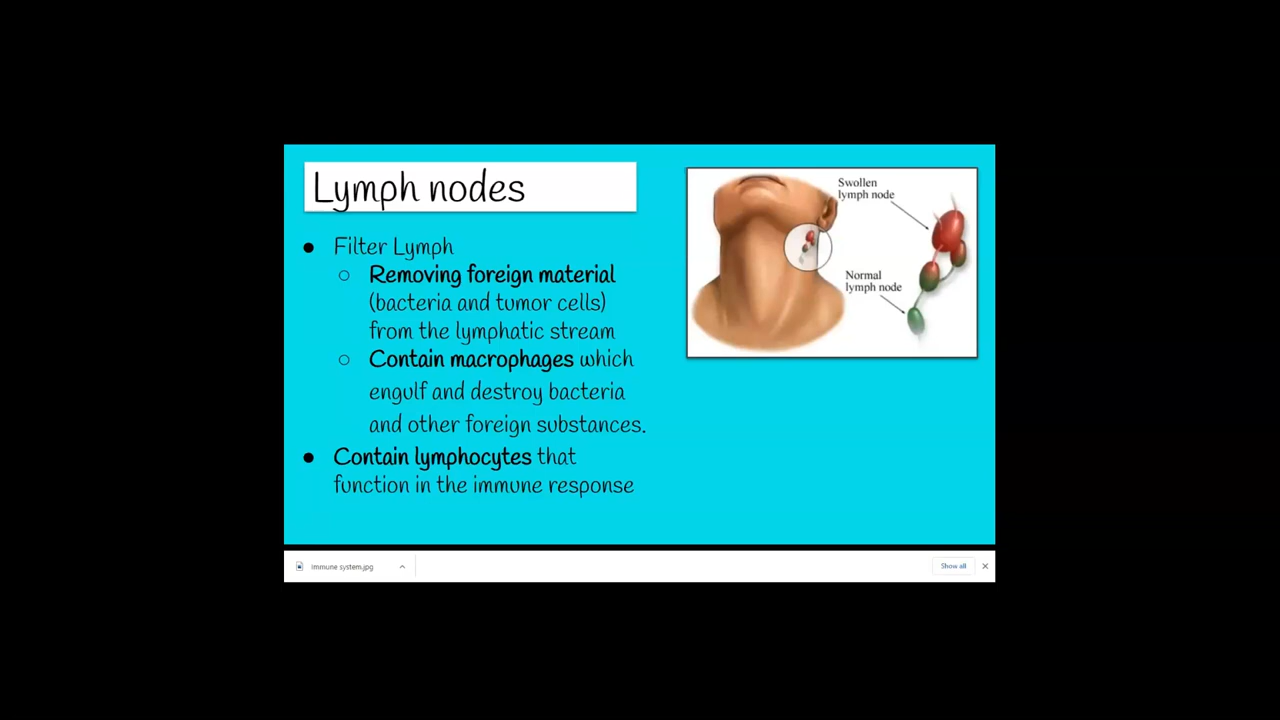 Lymph nodes
● Filter Lymph
○ Removing foreign material
(bacteria and tumor cells)
from the lymphatic stream
○ Contain macrophages which
engulf and destroy bacteria
and other foreign substances.
● Contain lymphocytes that
function in the immune response
Swollen
lymph node
Normal
lymph node
immune system.jpg
Show all